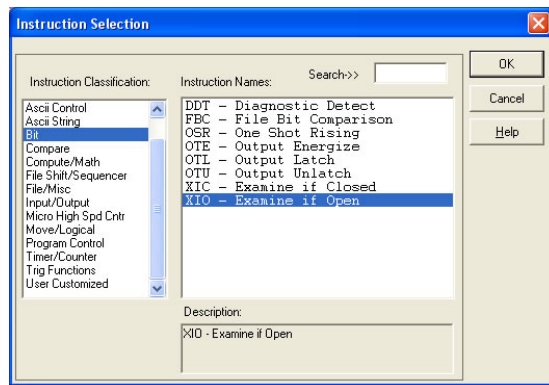 Instruction Selection
Instruction Classification:
Ascii Control
Ascii String
Bit
Compare
Compute/Math
File Shift/Sequencer
File/Misc
Input/Output
Micro High Spd Cntr
Move/Logical
Program Control
Timer/Counter
Trig Functions
User Customized
Instruction Names:
Search->>
DDT - Diagnostic Detect
FBC - File Bit Comparison
OSR - One Shot Rising
OTE - Output Energize
OTL - Output Latch
OTU - Output Unlatch
XIC - Examine if Closed
XIO - Examine if Open
Description:
XIO - Examine if Open
OK
Cancel
Help